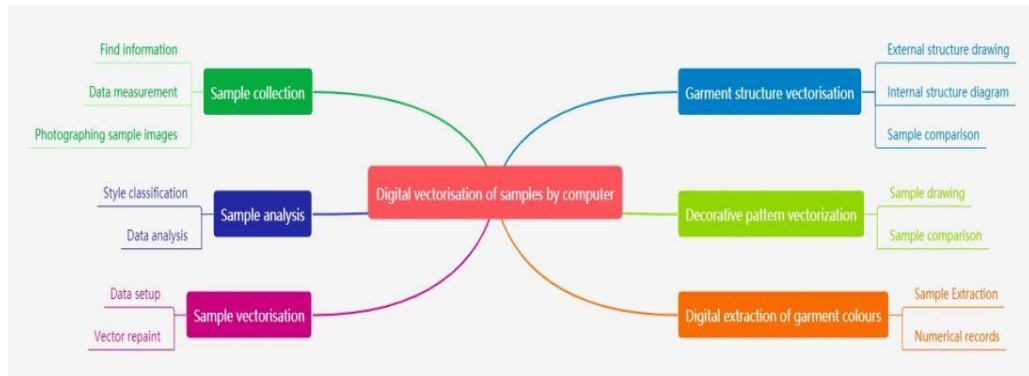 Digital vectorisation of samples by computer
Sample collection
Find information
Data measurement
Photographing sample images
Sample analysis
Style classification
Data analysis
Sample vectorisation
Data setup
Vector repaint
Garment structure vectorisation
External structure drawing
Internal structure diagram
Sample comparison
Decorative pattern vectorization
Sample drawing
Sample comparison
Digital extraction of garment colours
Sample Extraction
Numerical records